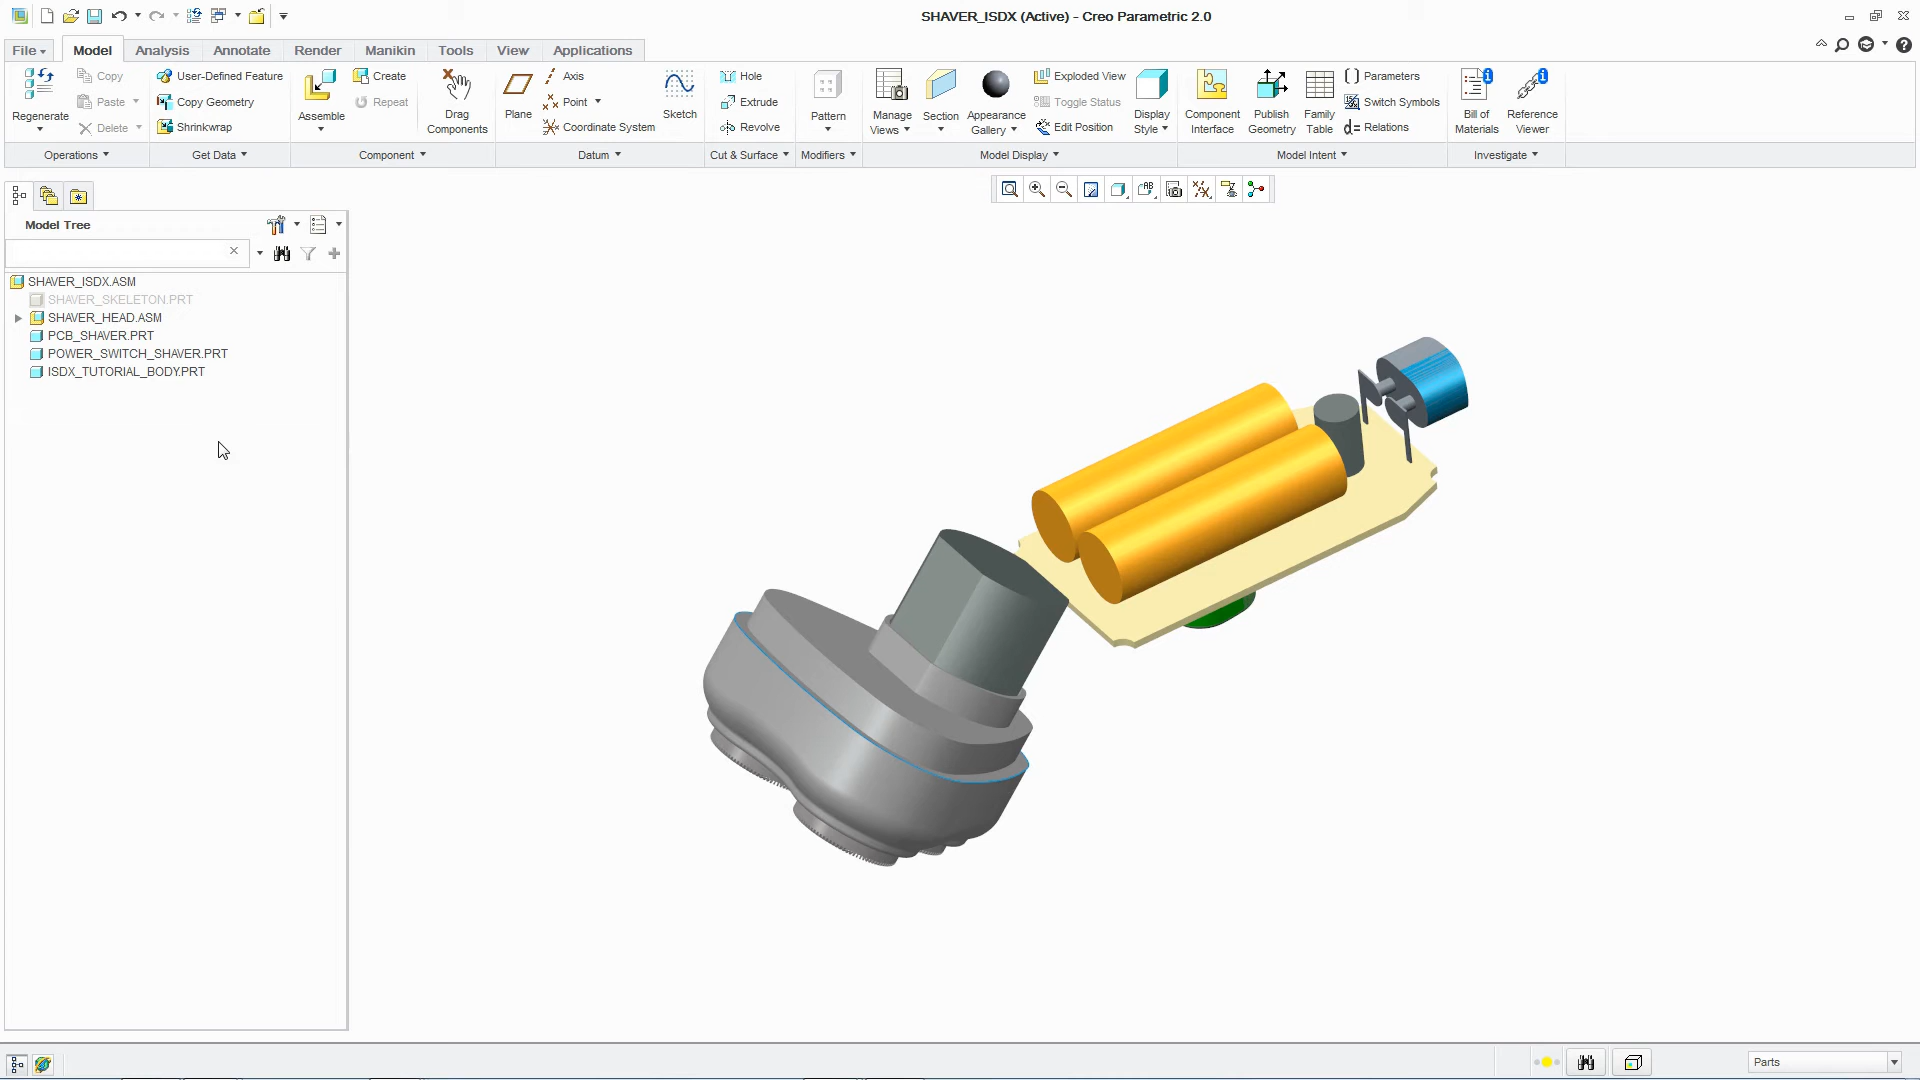 SHAVER_ISDX (Active) - Creo Parametric 2.0
File Model Analysis Annotate Render Manikin Tools View Applications
Regenerate
Copy
Paste
Delete
User-Defined Feature
Copy Geometry
Shrinkwrap
Assemble
Create
Repeat
Drag
Components
Plane
Axis
Point
Coordinate System
Sketch
Hole
Extrude
Revolve
Pattern
Manage
Views
Section
Appearance
Gallery
Exploded View
Toggle Status
Edit Position
Display
Style
Component
Interface
Publish
Geometry
Family
Table
Parameters
Switch Symbols
Relations
Bill of
Materials
Reference
Viewer
Operations Get Data Component Datum Cut & Surface Modifiers Model Display Model Intent Investigate
Model Tree
SHAVER_ISDX.ASM
SHAVER_SKELETON.PRT
SHAVER_HEAD.ASM
PCB_SHAVER.PRT
POWER_SWITCH_SHAVER.PRT
ISDX_TUTORIAL_BODY.PRT
Parts